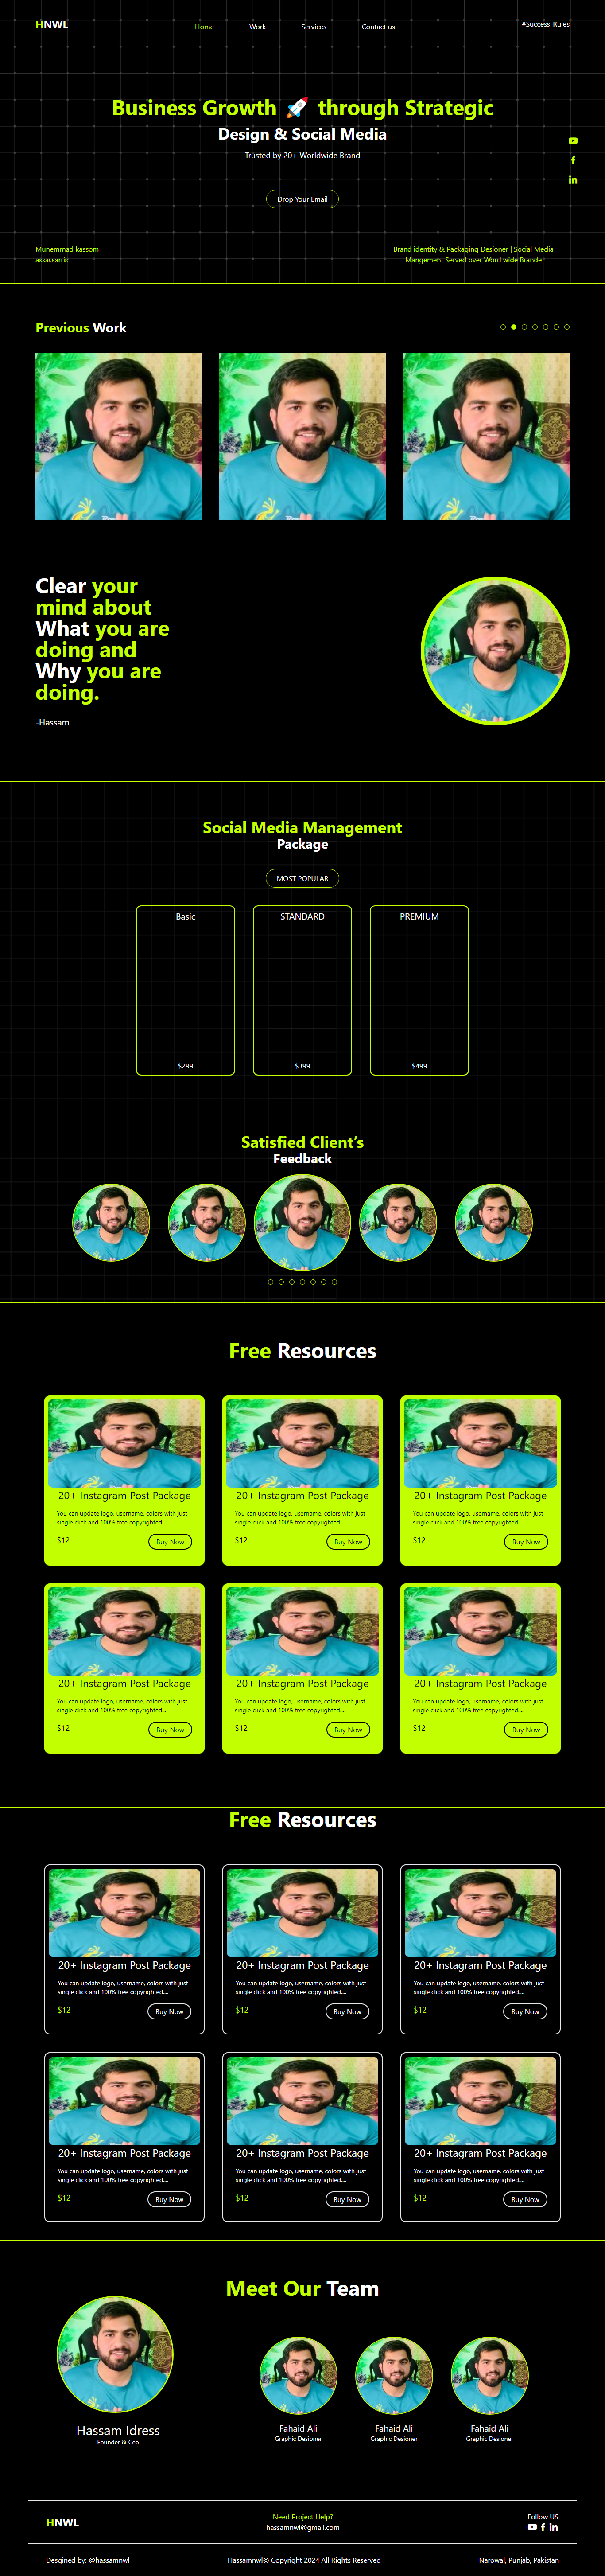 HNWL
Home Work Services Contact us
#Success_Rules
Business Growth 🚀 through Strategic
Design & Social Media
Trusted by 20+ Worldwide Brand
Drop Your Email
Munemmad kassom
assassarris
Brand identity & Packaging Desioner | Social Media
Mangement Served over Word wide Brande
Previous Work
Clear your
mind about
What you are
doing and
Why you are
doing.
-Hassam
Social Media Management
Package
MOST POPULAR
Basic
$299
STANDARD
$399
PREMIUM
$499
Satisfied Client’s
Feedback
Free Resources
20+ Instagram Post Package
You can update logo, username, colors with just
single click and 100% free copyrighted....
$12
Buy Now
20+ Instagram Post Package
You can update logo, username, colors with just
single click and 100% free copyrighted....
$12
Buy Now
20+ Instagram Post Package
You can update logo, username, colors with just
single click and 100% free copyrighted....
$12
Buy Now
20+ Instagram Post Package
You can update logo, username, colors with just
single click and 100% free copyrighted....
$12
Buy Now
20+ Instagram Post Package
You can update logo, username, colors with just
single click and 100% free copyrighted....
$12
Buy Now
20+ Instagram Post Package
You can update logo, username, colors with just
single click and 100% free copyrighted....
$12
Buy Now
Free Resources
20+ Instagram Post Package
You can update logo, username, colors with just
single click and 100% free copyrighted....
$12
Buy Now
20+ Instagram Post Package
You can update logo, username, colors with just
single click and 100% free copyrighted....
$12
Buy Now
20+ Instagram Post Package
You can update logo, username, colors with just
single click and 100% free copyrighted....
$12
Buy Now
20+ Instagram Post Package
You can update logo, username, colors with just
single click and 100% free copyrighted....
$12
Buy Now
20+ Instagram Post Package
You can update logo, username, colors with just
single click and 100% free copyrighted....
$12
Buy Now
20+ Instagram Post Package
You can update logo, username, colors with just
single click and 100% free copyrighted....
$12
Buy Now
Meet Our Team
Hassam Idress
Founder & Ceo
Fahaid Ali
Graphic Desioner
Fahaid Ali
Graphic Desioner
Fahaid Ali
Graphic Desioner
HNWL
Need Project Help?
hassamnwl@gmail.com
Follow US
Desgined by: @hassamnwl
Hassamnwl© Copyright 2024 All Rights Reserved
Narowal, Punjab, Pakistan